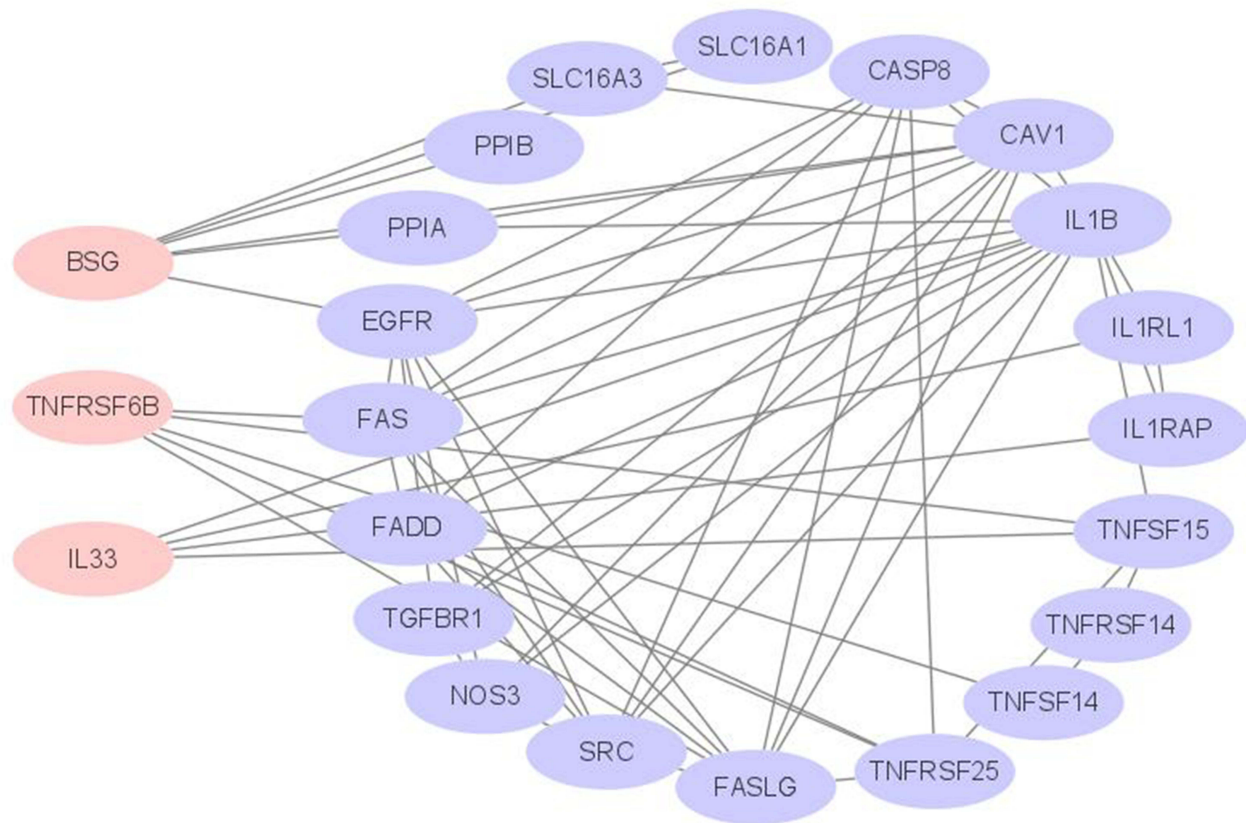 SLC16A1
SLC16A3
CASP8
CAV1
PPIB
IL1B
PPIA
BSG
EGFR
IL1RL1
TNFRSF6B
FAS
IL1RAP
FADD
TNFSF15
IL33
TGFBR1
TNFRSF14
NOS3
TNFSF14
SRC
FASLG
TNFRSF25